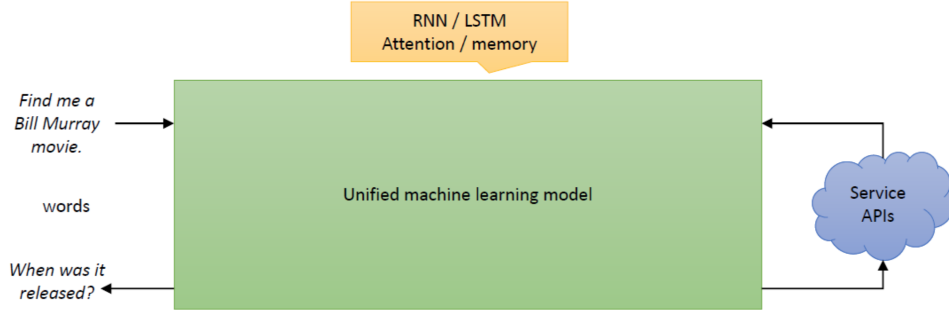 RNN / LSTM
Attention / memory
Find me a
Bill Murray
movie.
words
When was it
released?
Unified machine learning model
Service
APIs